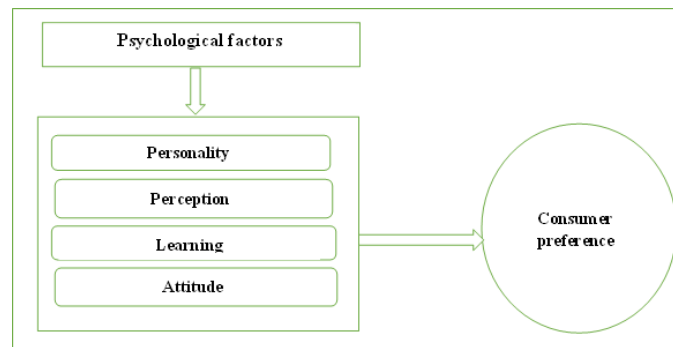 Psychological factors
Personality
Perception
Learning
Attitude
Consumer
preference